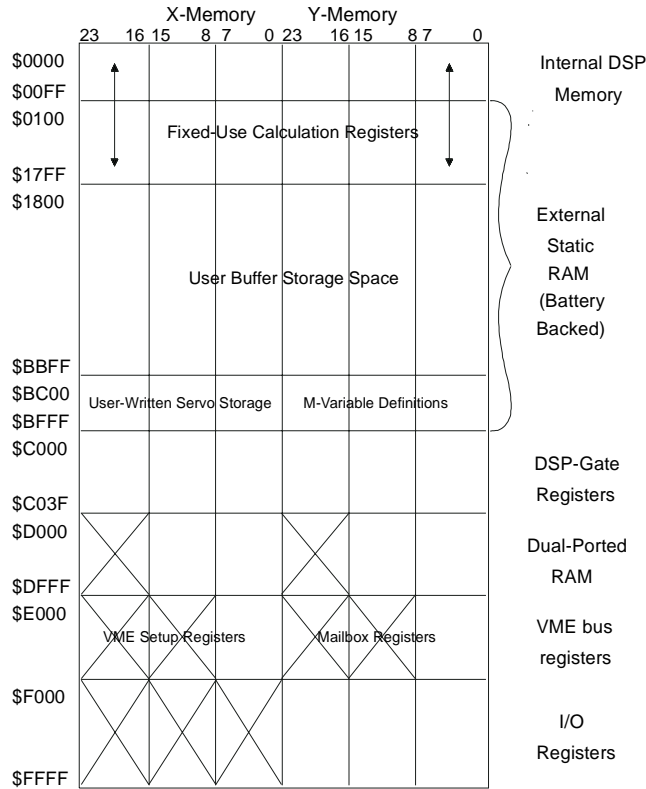 X-Memory Y-Memory
23 16 15 8 7 0 23 16 15 8 7 0
$0000
Internal DSP
Memory
$00FF
$0100
Fixed-Use Calculation Registers
$17FF
$1800
External
Static
RAM
(Battery
Backed)
User Buffer Storage Space
$BBFF
$BC00
User-Written Servo Storage M-Variable Definitions
$BFFF
$C000
DSP-Gate
Registers
$C03F
$D000
Dual-Ported
RAM
$DFFF
$E000
VME Setup Registers Mailbox Registers
VME bus
registers
$F000
I/O
Registers
$FFFF